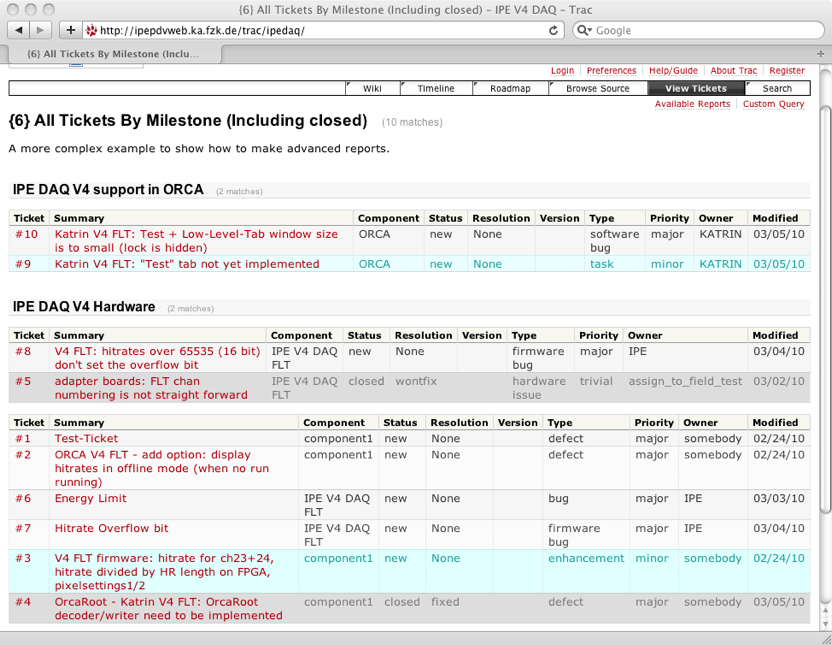 {6} All Tickets By Milestone (Including closed) – IPE V4 DAQ – Trac
http://ipepdvweb.ka.fzk.de/trac/ipedaq/ Google
{6} All Tickets By Milestone (Inclu...
Login Preferences Help/Guide About Trac Register
Wiki Timeline Roadmap Browse Source View Tickets Search
Available Reports Custom Query
{6} All Tickets By Milestone (Including closed) (10 matches)
A more complex example to show how to make advanced reports.
IPE DAQ V4 support in ORCA (2 matches)
Ticket Summary Component Status Resolution Version Type Priority Owner Modified
#10 Katrin V4 FLT: Test + Low-Level-Tab window size ORCA new None software major KATRIN 03/05/10
is to small (lock is hidden) bug
#9 Katrin V4 FLT: "Test" tab not yet implemented ORCA new None task minor KATRIN 03/05/10
IPE DAQ V4 Hardware (2 matches)
Ticket Summary Component Status Resolution Version Type Priority Owner Modified
#8 V4 FLT: hitrates over 65535 (16 bit) IPE V4 DAQ new None firmware major IPE 03/04/10
don't set the overflow bit FLT bug
#5 adapter boards: FLT chan IPE V4 DAQ closed wontfix hardware trivial assign_to_field_test 03/02/10
numbering is not straight forward FLT issue
Ticket Summary Component Status Resolution Version Type Priority Owner Modified
#1 Test-Ticket component1 new None defect major somebody 02/24/10
#2 ORCA V4 FLT - add option: display component1 new None defect major somebody 02/24/10
hitrates in offline mode (when no run
running)
#6 Energy Limit IPE V4 DAQ new None bug major IPE 03/03/10
FLT
#7 Hitrate Overflow bit IPE V4 DAQ new None firmware major IPE 03/04/10
FLT bug
#3 V4 FLT firmware: hitrate for ch23+24, component1 new None enhancement minor somebody 02/24/10
hitrate divided by HR length on FPGA,
pixelsettings1/2
#4 OrcaRoot - Katrin V4 FLT: OrcaRoot component1 closed fixed defect major somebody 03/05/10
decoder/writer need to be implemented